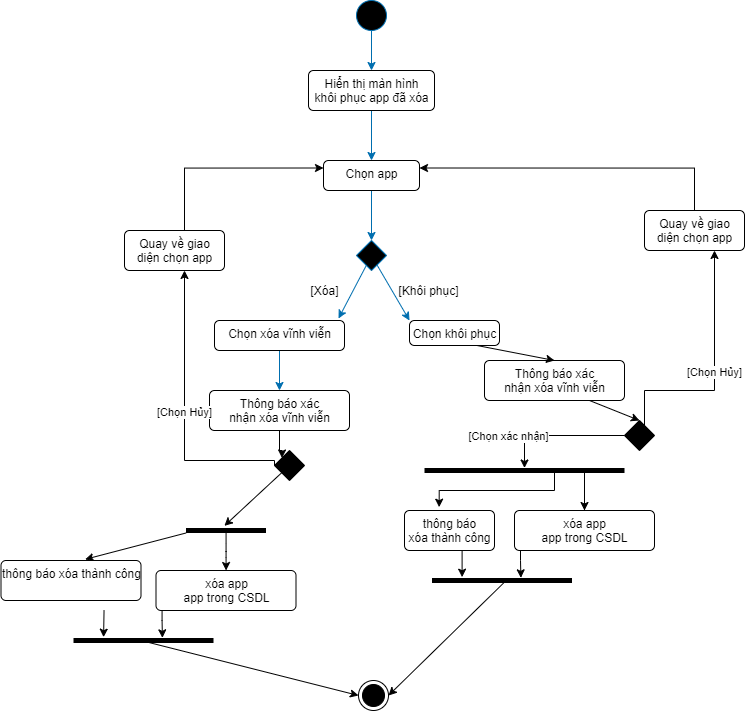 Hiển thị màn hình
khôi phục app đã xóa
Chọn app
Quay về giao
diện chọn app
Quay về giao
diện chọn app
[Xóa]
[Khôi phục]
Chọn xóa vĩnh viễn
Chọn khôi phục
Thông báo xác
nhận xóa vĩnh viễn
[Chọn Hủy]
Thông báo xác
nhận xóa vĩnh viễn
[Chọn Hủy]
[Chọn xác nhận]
thông báo
xóa thành công
xóa app
app trong CSDL
thông báo xóa thành công
xóa app
app trong CSDL